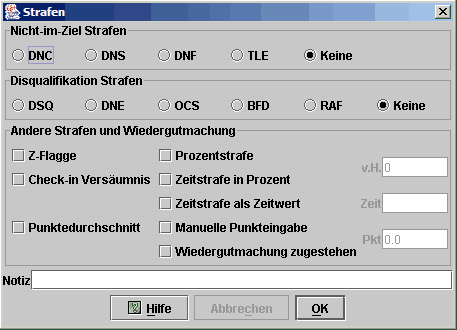 Strafen
Nicht-im-Ziel Strafen
DNC DNS DNF TLE Keine
Disqualifikation Strafen
DSQ DNE OCS BFD RAF Keine
Andere Strafen und Wiedergutmachung
Z-Flagge Prozentstrafe v.H. 0
Check-in Versäumnis Zeitstrafe in Prozent
Zeitstrafe als Zeitwert Zeit
Punktedurchschnitt Manuelle Punkteingabe Pkt 0.0
Wiedergutmachung zugestehen
Notiz
Hilfe Abbrechen OK